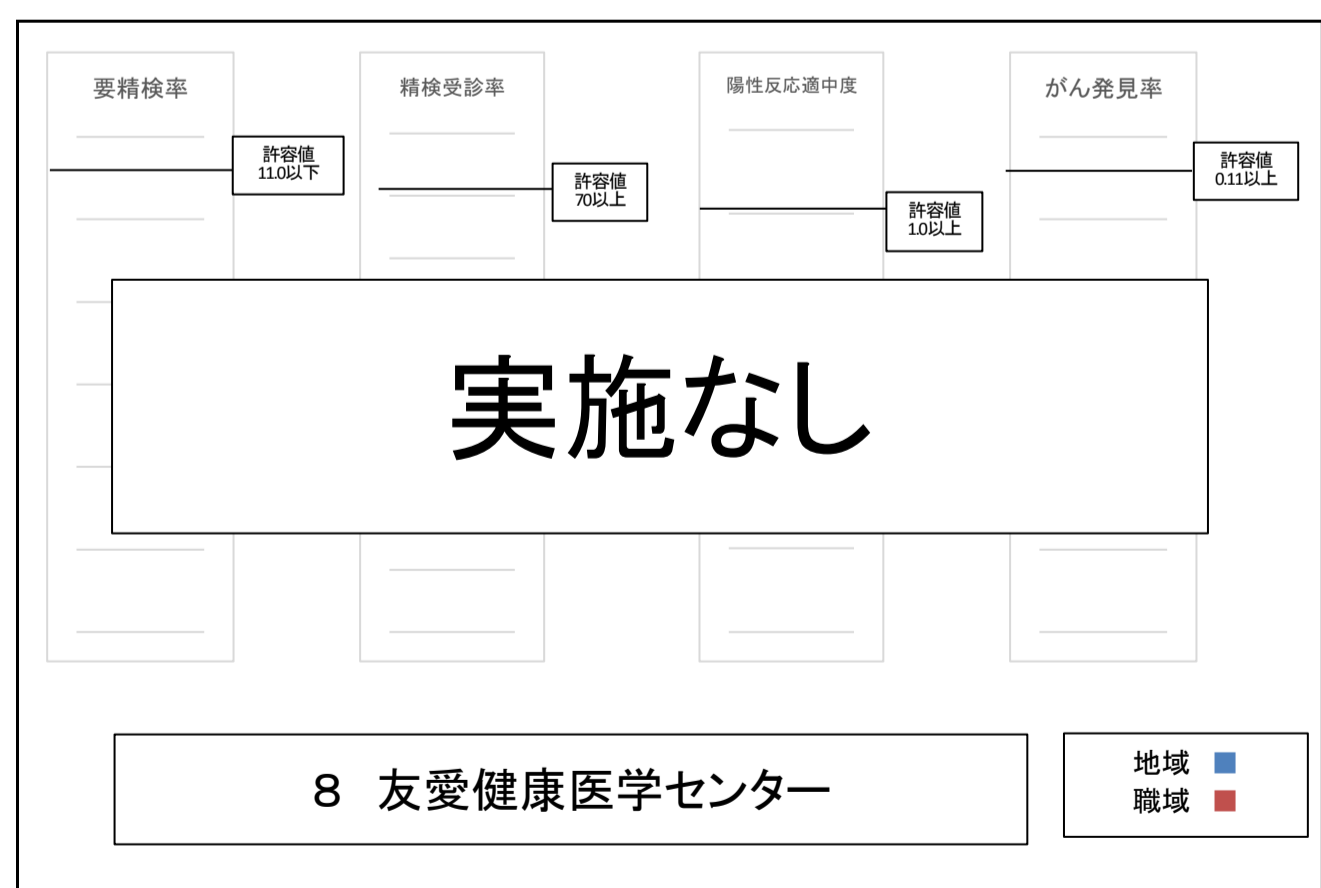 要精検率
精検受診率
陽性反応適中度
がん発見率
許容値
11.0以下
許容値
70以上
許容値
1.0以上
許容値
0.11以上
実施なし
８　友愛健康医学センター
地域
職域